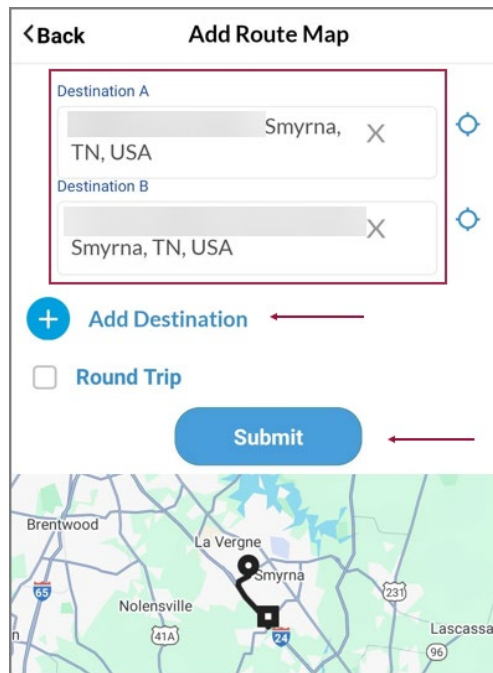 <Back
Add Route Map
Destination A
Smyrna,
TN, USA
X
Destination B
X
Smyrna, TN, USA
+ Add Destination
Round Trip
Submit
Brentwood
La Vergne
Smyrna
65
231
Nolensville
41A
24
Lascassa
96
n